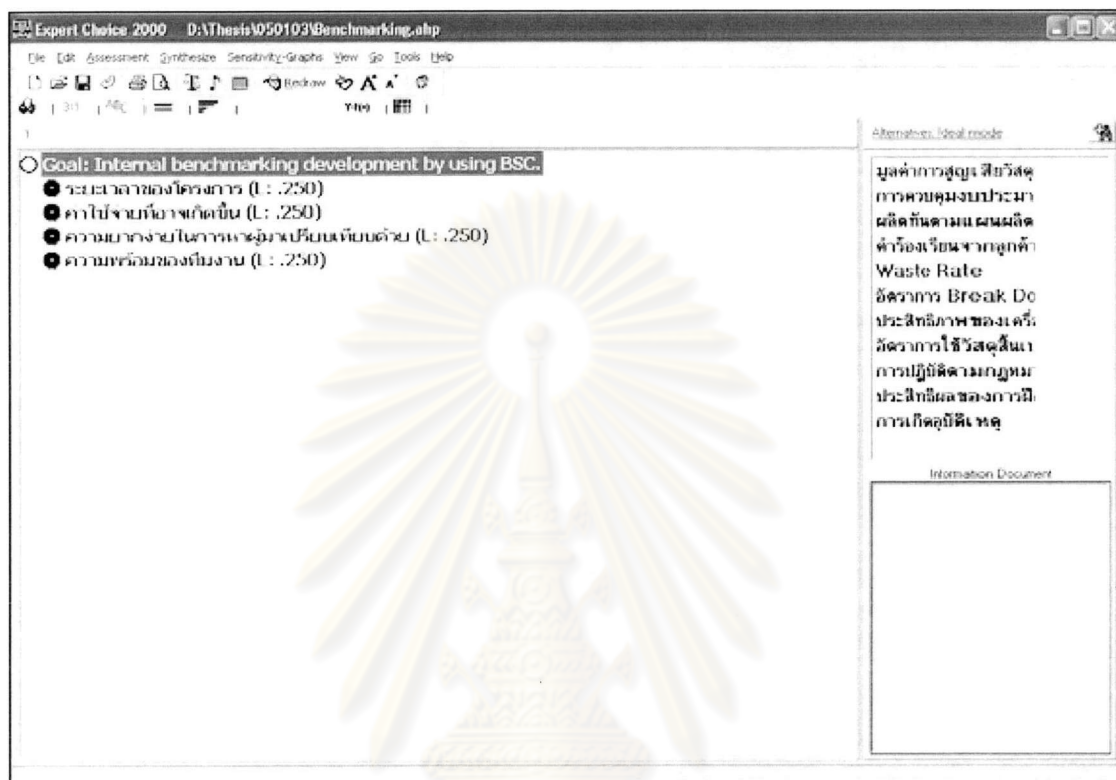 Expert Choice 2000 D:\Thesis\050103\Benchmarking.ahp
File Edit Assessment Synthesize Sensitivity-Graphs View Go Tools Help
Redraw
3:1 ABC Y=f(x)
Alternatives: Ideal mode
Goal: Internal benchmarking development by using BSC.
ระยะเวลาของโครงการ (L: .250)
ค่าใช้จ่ายที่อาจเกิดขึ้น (L: .250)
ความยากง่ายในการหาผู้มาเปรียบเทียบด้วย (L: .250)
ความพร้อมของทีมงาน (L: .250)
มูลค่าการสูญเสียวัสดุ
การควบคุมงบประมา
ผลิตทันตามแผนผลิต
คำร้องเรียนจากลูกค้า
Waste Rate
อัตราการ Break Do
ประสิทธิภาพของเครื่อ
อัตราการใช้วัสดุสิ้นเ
การปฏิบัติตามกฎหมา
ประสิทธิผลของการฝึ
การเกิดอุบัติเหตุ
Information Document